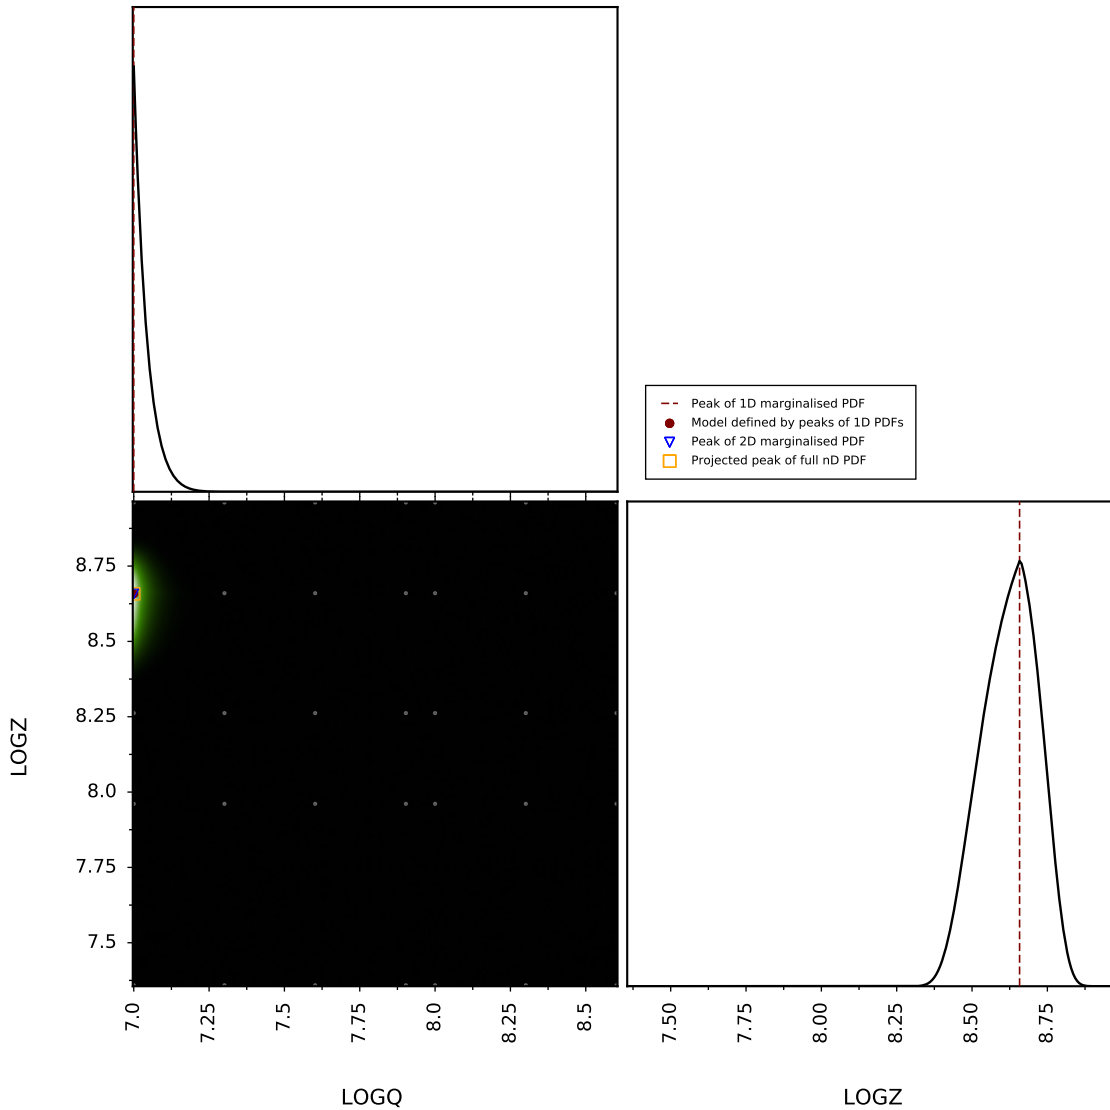 Peak of 1D marginalised PDF
Model defined by peaks of 1D PDFs
Peak of 2D marginalised PDF
Projected peak of full nD PDF
8.75
8.5
8.25
8.0
7.75
7.5
LOGZ
7.0 7.25 7.5 7.75 8.0 8.25 8.5
7.50 7.75 8.00 8.25 8.50 8.75
LOGQ
LOGZ